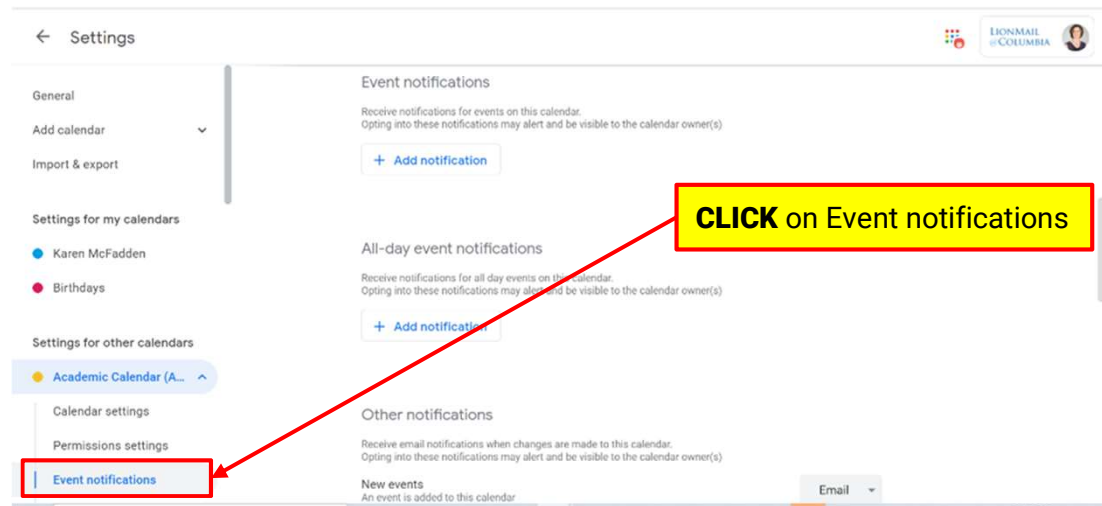 Settings
LIONMAIL
@COLUMBIA
General
Add calendar
Import & export
Settings for my calendars
Karen McFadden
Birthdays
Settings for other calendars
Academic Calendar (A...
Calendar settings
Permissions settings
Event notifications
Event notifications
Receive notifications for events on this calendar.
Opting into these notifications may alert and be visible to the calendar owner(s)
+ Add notification
CLICK on Event notifications
All-day event notifications
Receive notifications for all day events on this calendar.
Opting into these notifications may alert and be visible to the calendar owner(s)
+ Add notification
Other notifications
Receive email notifications when changes are made to this calendar.
Opting into these notifications may alert and be visible to the calendar owner(s)
New events
An event is added to this calendar
Email